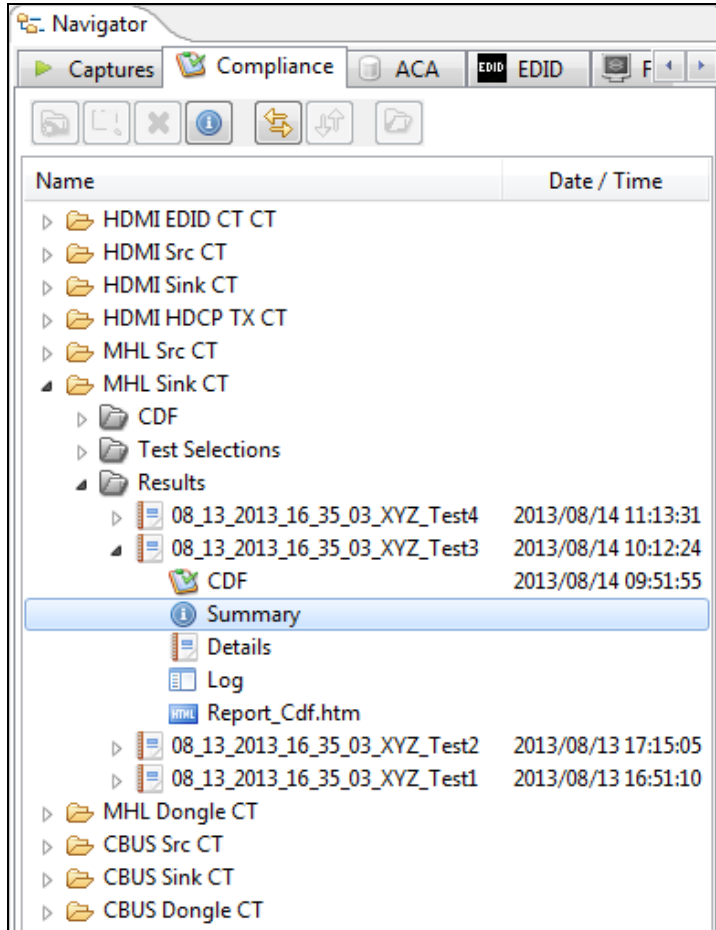 Navigator
Captures Compliance ACA EDID EDID F
Name Date / Time
HDMI EDID CT CT
HDMI Src CT
HDMI Sink CT
HDMI HDCP TX CT
MHL Src CT
MHL Sink CT
CDF
Test Selections
Results
08_13_2013_16_35_03_XYZ_Test4 2013/08/14 11:13:31
08_13_2013_16_35_03_XYZ_Test3 2013/08/14 10:12:24
CDF 2013/08/14 09:51:55
Summary
Details
Log
HTML Report_Cdf.htm
08_13_2013_16_35_03_XYZ_Test2 2013/08/13 17:15:05
08_13_2013_16_35_03_XYZ_Test1 2013/08/13 16:51:10
MHL Dongle CT
CBUS Src CT
CBUS Sink CT
CBUS Dongle CT